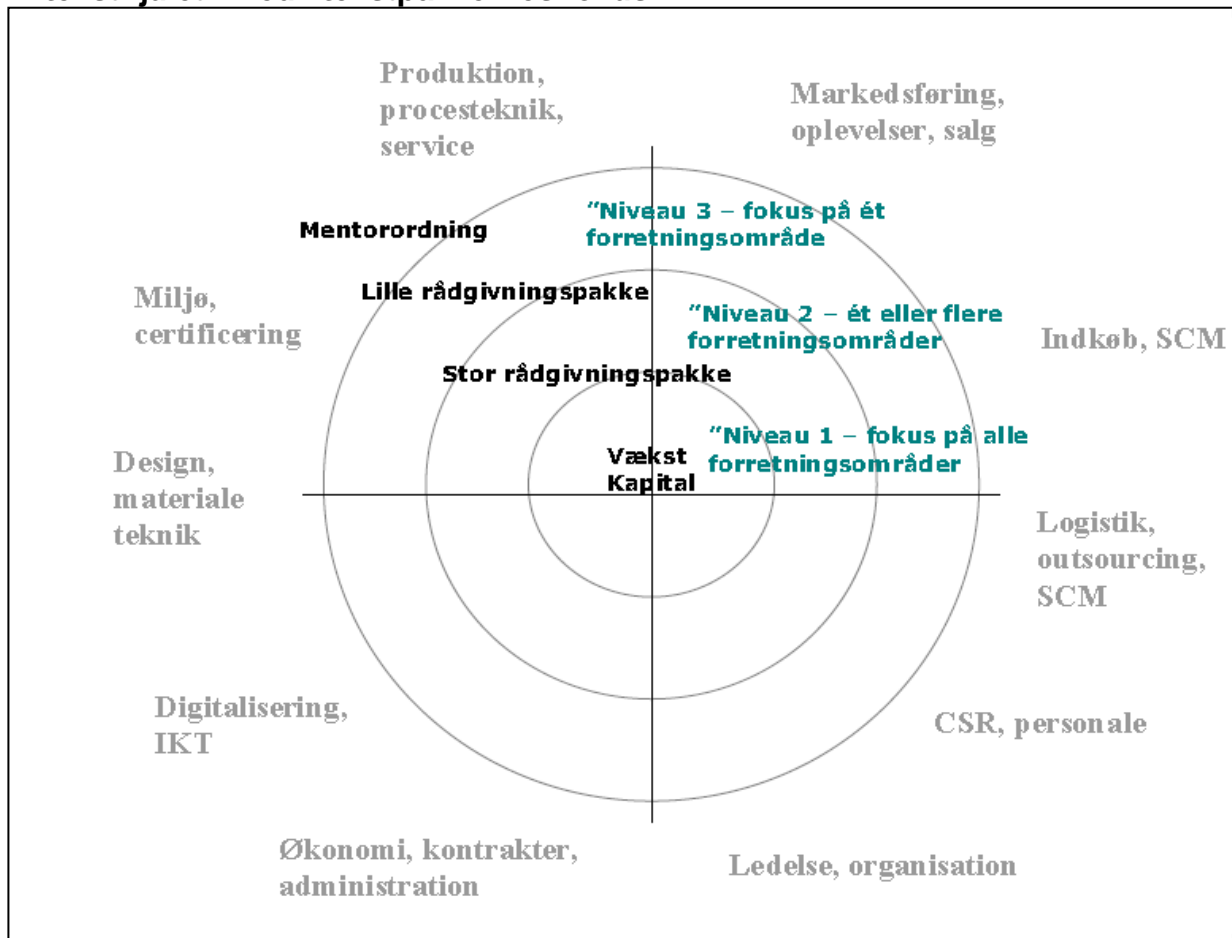 Produktion,
procesteknik,
service
Markedsføring,
oplevelser, salg
Mentorordning
"Niveau 3 – fokus på ét
forretningsområde
Lille rådgivningspakke
Miljø,
certificering
"Niveau 2 – ét eller flere
forretningsområder
Indkøb, SCM
Stor rådgivningspakke
"Niveau 1 – fokus på alle
forretningsområder
Vækst
Kapital
Design,
materiale
teknik
Logistik,
outsourcing,
SCM
Digitalisering,
IKT
CSR, personale
Økonomi, kontrakter,
administration
Ledelse, organisation